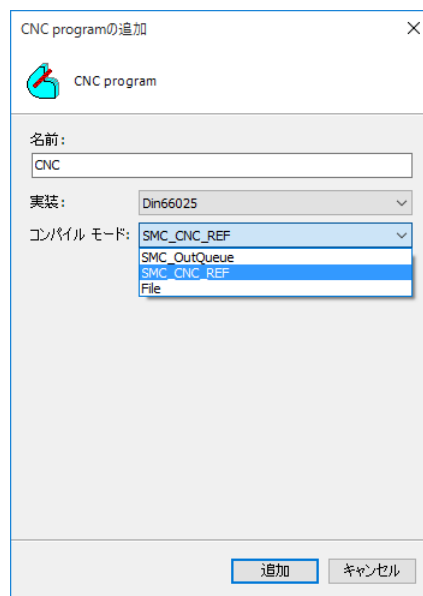 CNC programの追加
CNC program
名前:
CNC
実装: Din66025
コンパイル モード: SMC_CNC_REF
SMC_OutQueue
SMC_CNC_REF
File
追加 キャンセル